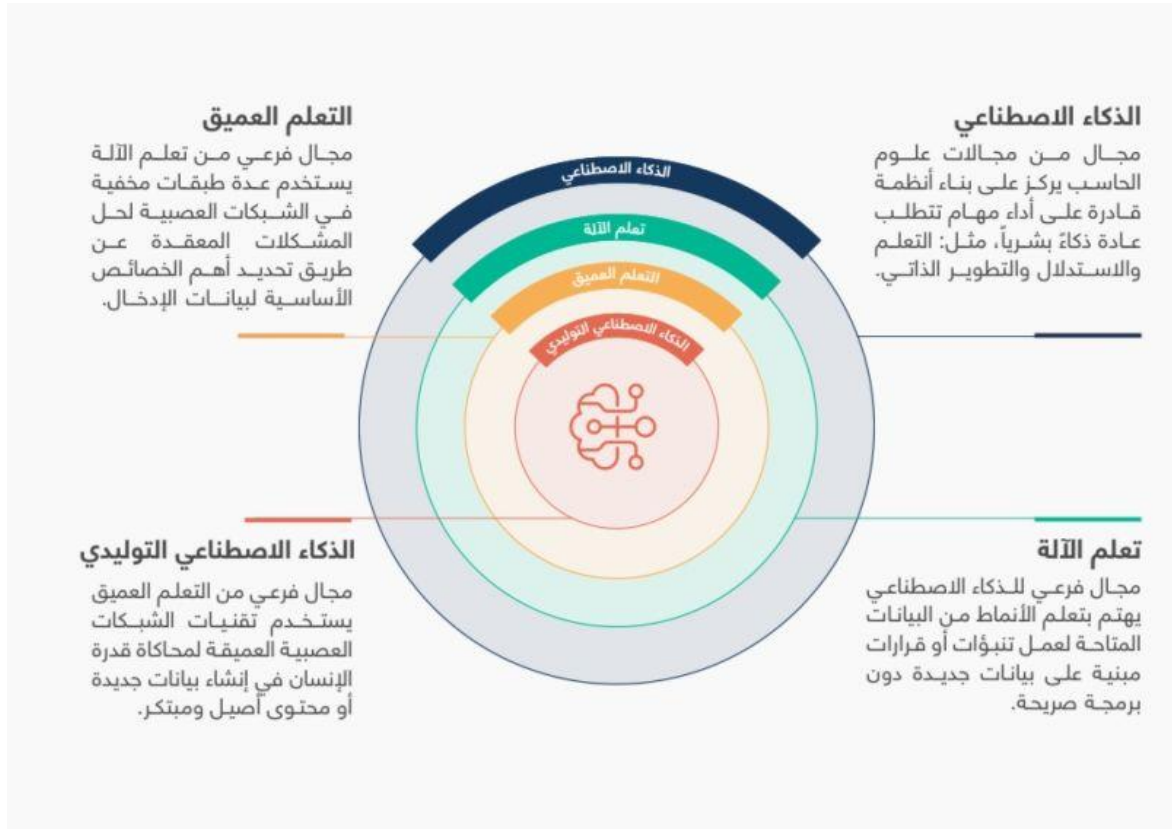 الذكاء الاصطناعي
مجال من مجالات علوم
الحاسب يركز على بناء أنظمة
قادرة على أداء مهام تتطلب
عادة ذكاءً بشرياً، مثل: التعلم
والاستدلال والتطوير الذاتي.
التعلم العميق
مجال فرعي من تعلم الآلة
يستخدم عدة طبقات مخفية
في الشبكات العصبية لحل
المشكلات المعقدة عن
طريق تحديد أهم الخصائص
الأساسية لبيانات الإدخال.
الذكاء الاصطناعي
تعلم الآلة
التعلم العميق
الذكاء الاصطناعي التوليدي
تعلم الآلة
مجال فرعي للذكاء الاصطناعي
يهتم بتعلم الأنماط من البيانات
المتاحة لعمل تنبؤات أو قرارات
مبنية على بيانات جديدة دون
برمجة صريحة.
الذكاء الاصطناعي التوليدي
مجال فرعي من التعلم العميق
يستخدم تقنيات الشبكات
العصبية العميقة لمحاكاة قدرة
الإنسان في إنشاء بيانات جديدة
أو محتوى أصيل ومبتكر.